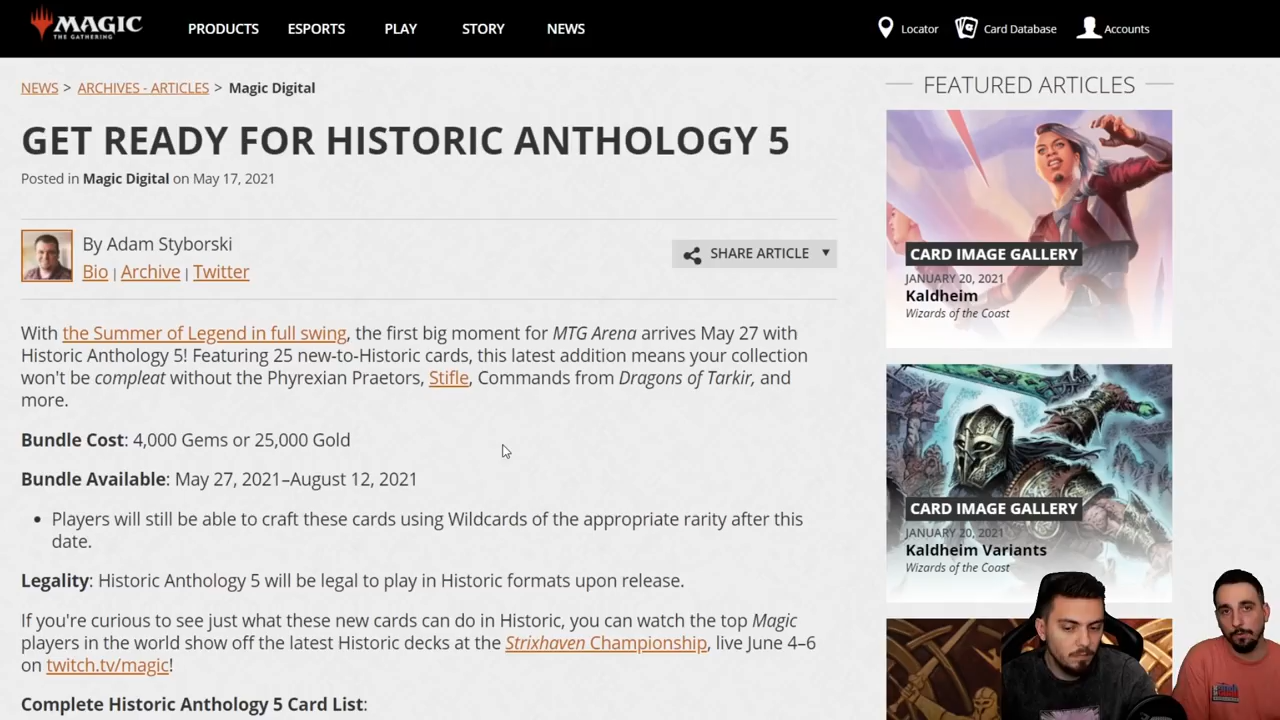 MAGIC
THE GATHERING
PRODUCTS
ESPORTS
PLAY
STORY
NEWS
Locator
Card Database
Accounts
NEWS > ARCHIVES - ARTICLES > Magic Digital
GET READY FOR HISTORIC ANTHOLOGY 5
Posted in Magic Digital on May 17, 2021
By Adam Styborski
Bio | Archive | Twitter
SHARE ARTICLE
With the Summer of Legend in full swing, the first big moment for MTG Arena arrives May 27 with
Historic Anthology 5! Featuring 25 new-to-Historic cards, this latest addition means your collection
won't be compleat without the Phyrexian Praetors, Stifle, Commands from Dragons of Tarkir, and
more.
Bundle Cost: 4,000 Gems or 25,000 Gold
Bundle Available: May 27, 2021–August 12, 2021
• Players will still be able to craft these cards using Wildcards of the appropriate rarity after this
date.
Legality: Historic Anthology 5 will be legal to play in Historic formats upon release.
If you're curious to see just what these new cards can do in Historic, you can watch the top Magic
players in the world show off the latest Historic decks at the Strixhaven Championship, live June 4–6
on twitch.tv/magic!
Complete Historic Anthology 5 Card List:
FEATURED ARTICLES
CARD IMAGE GALLERY
JANUARY 20, 2021
Kaldheim
Wizards of the Coast
CARD IMAGE GALLERY
JANUARY 20, 2021
Kaldheim Variants
Wizards of the Coast